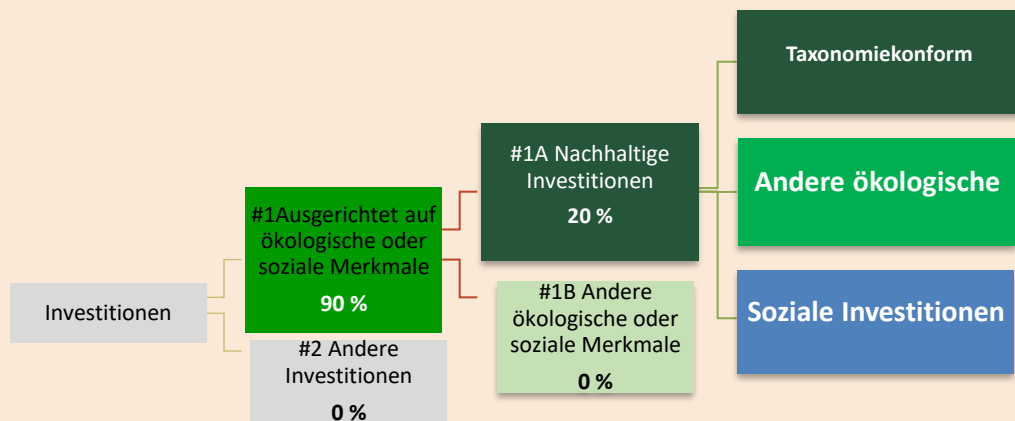 Investitionen
#1Ausgerichtet auf
ökologische oder
soziale Merkmale
90 %
#2 Andere
Investitionen
0 %
#1A Nachhaltige
Investitionen
20 %
#1B Andere
ökologische oder
soziale Merkmale
0 %
Taxonomiekonform
Andere ökologische
Soziale Investitionen